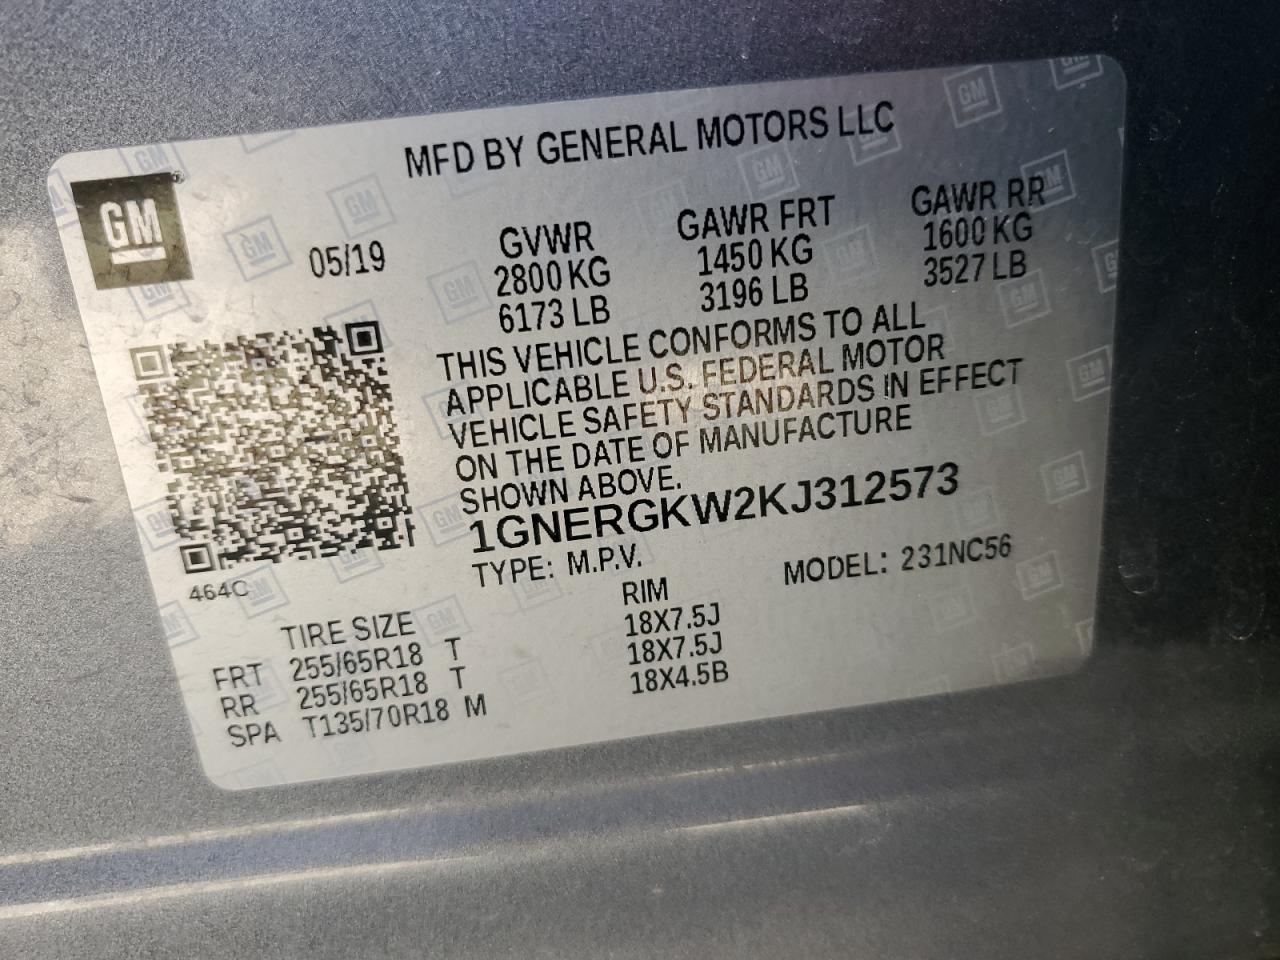 MFD BY GENERAL MOTORS LLC
GM
05/19
GVWR GAWR FRT GAWR RR
2800 KG 1450 KG 1600 KG
6173 LB 3196 LB 3527 LB
THIS VEHICLE CONFORMS TO ALL
APPLICABLE U.S. FEDERAL MOTOR
VEHICLE SAFETY STANDARDS IN EFFECT
ON THE DATE OF MANUFACTURE
SHOWN ABOVE.
1GNERGKW2KJ312573
TYPE: M.P.V. MODEL: 231NC56
464C
TIRE SIZE RIM
FRT 255/65R18 T 18X7.5J
RR 255/65R18 T 18X7.5J
SPA T135/70R18 M 18X4.5B